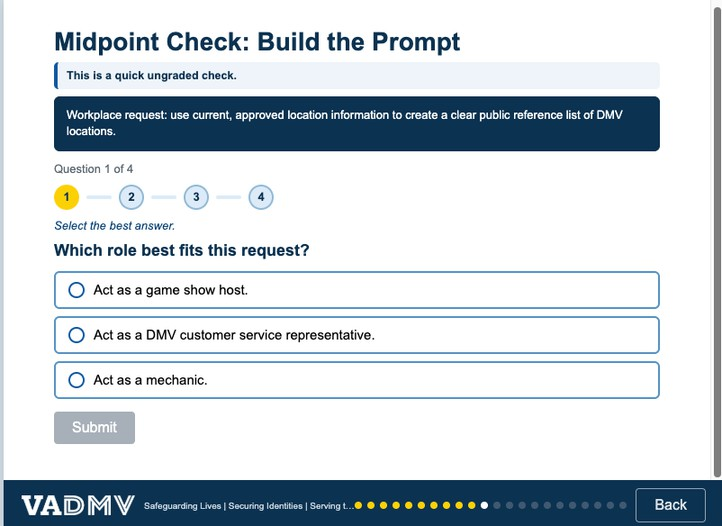 Midpoint Check: Build the Prompt
This is a quick ungraded check.
Workplace request: use current, approved location information to create a clear public reference list of DMV
locations.
Question 1 of 4
1 2 3 4
Select the best answer.
Which role best fits this request?
Act as a game show host.
Act as a DMV customer service representative.
Act as a mechanic.
Submit
VADMV Safeguarding Lives | Securing Identities | Serving t... Back